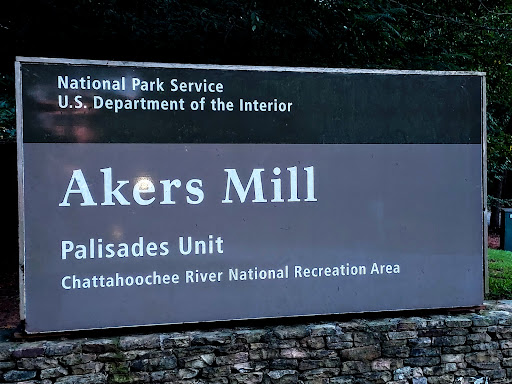 National Park Service
U.S. Department of the Interior
Akers Mill
Palisades Unit
Chattahoochee River National Recreation Area